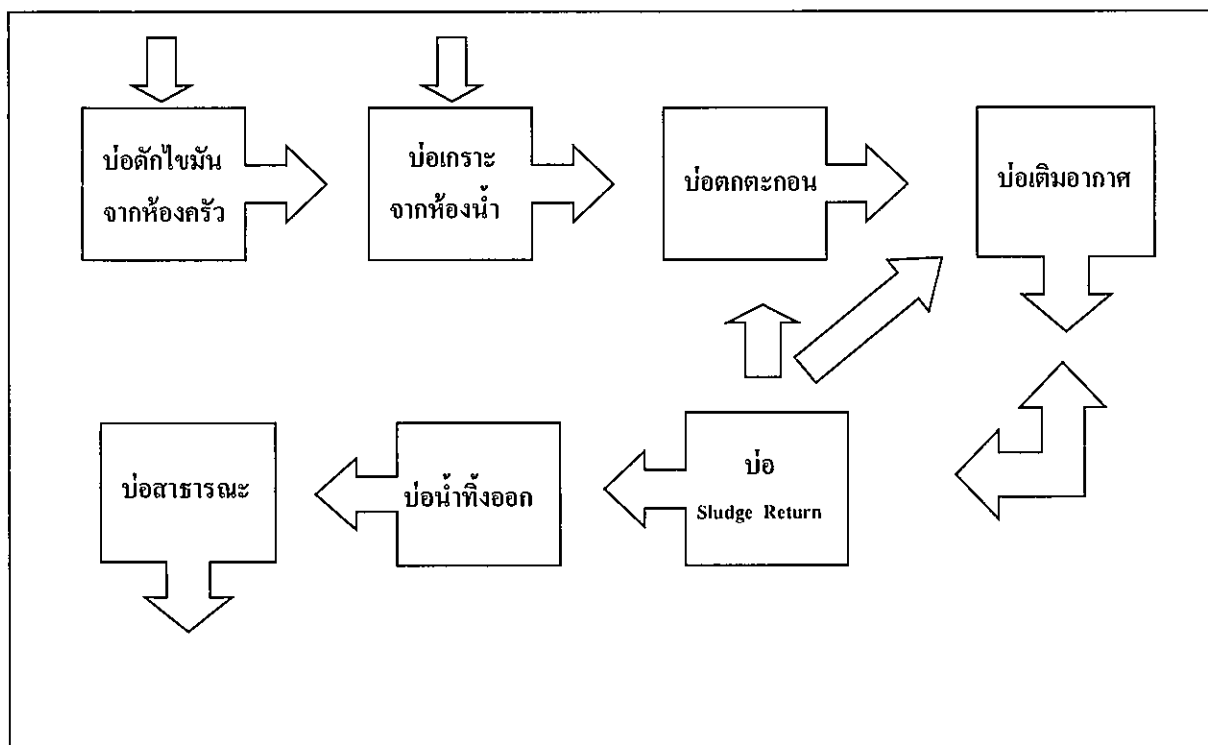 บ่อดักไขมัน
จากห้องครัว
บ่อเกราะ
จากห้องน้ำ
บ่อตกตะกอน
บ่อเติมอากาศ
บ่อสาธารณะ
บ่อน้ำทิ้งออก
บ่อ
Sludge Return